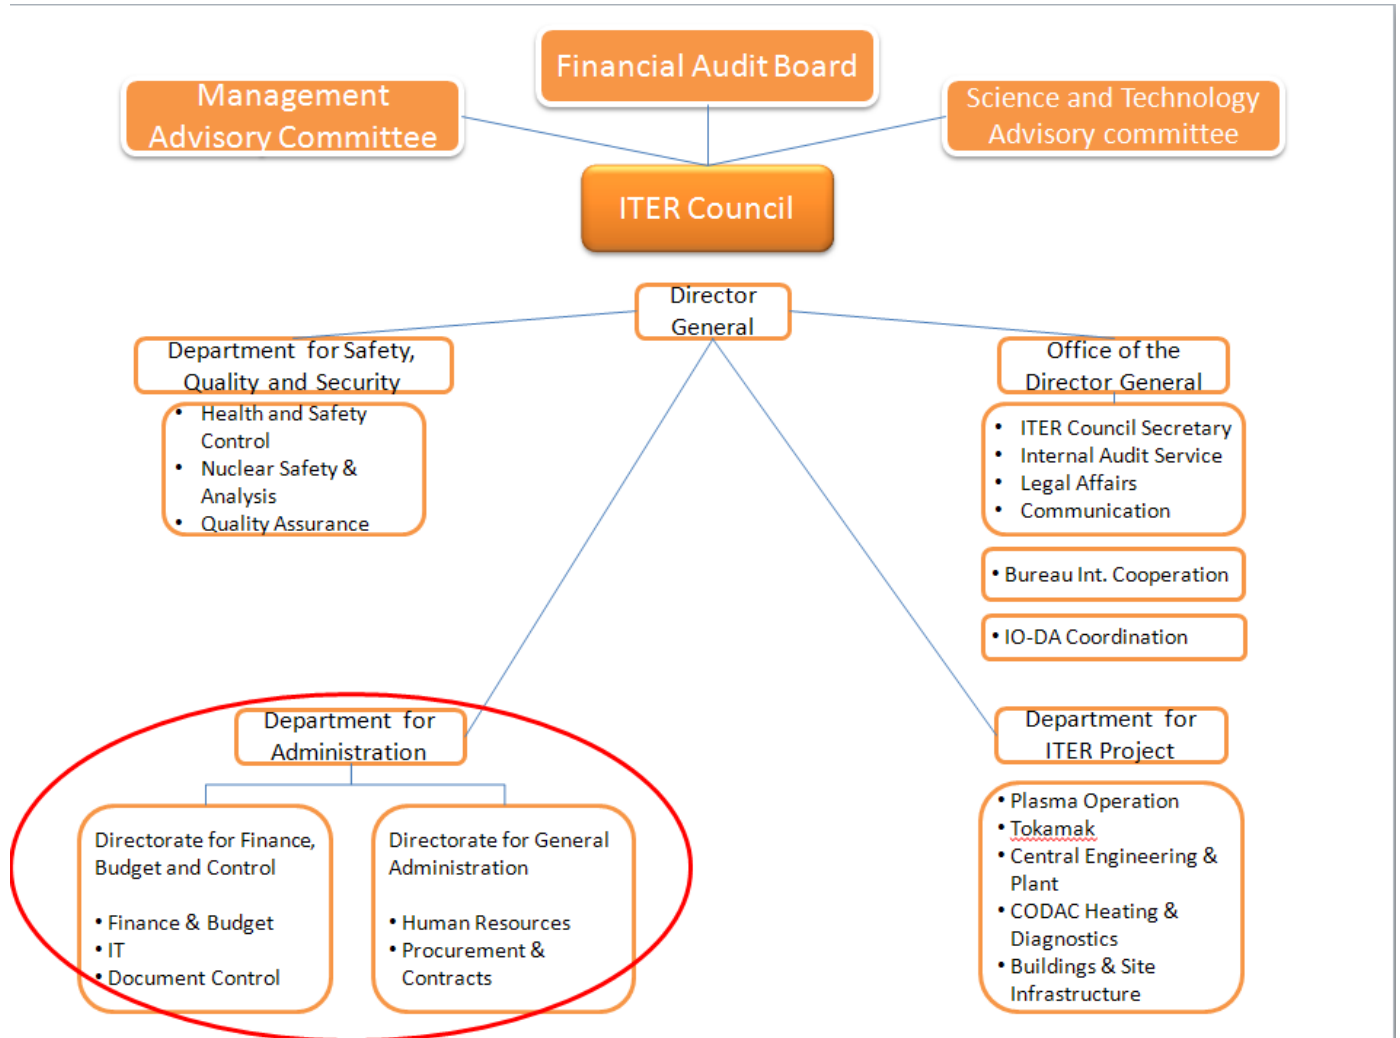 Financial Audit Board
Management
Advisory Committee
Science and Technology
Advisory committee
ITER Council
Director
General
Department for Safety,
Quality and Security
• Health and Safety
Control
• Nuclear Safety &
Analysis
• Quality Assurance
Office of the
Director General
• ITER Council Secretary
• Internal Audit Service
• Legal Affairs
• Communication
• Bureau Int. Cooperation
• IO-DA Coordination
Department for
Administration
Directorate for Finance,
Budget and Control
• Finance & Budget
• IT
• Document Control
Directorate for General
Administration
• Human Resources
• Procurement &
Contracts
Department for
ITER Project
• Plasma Operation
• Tokamak
• Central Engineering &
Plant
• CODAC Heating &
Diagnostics
• Buildings & Site
Infrastructure